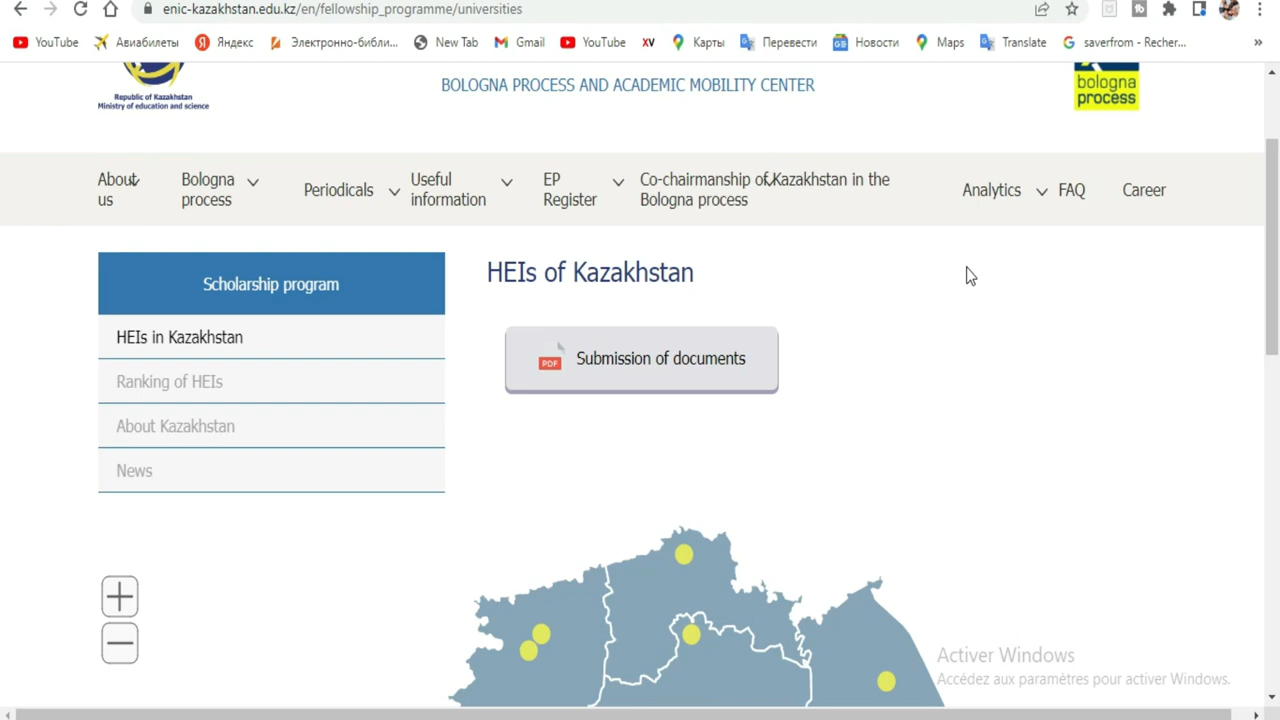 enic-kazakhstan.edu.kz/en/fellowship_programme/universities
YouTube Авиабилеты Яндекс Электронно-библи... New Tab Gmail YouTube XV Карты Перевести Новости Maps Translate saverfrom - Recher... »
Republic of Kazakhstan
Ministry of education and science
BOLOGNA PROCESS AND ACADEMIC MOBILITY CENTER
bologna
process
About us
Bologna process
Periodicals
Useful information
EP Register
Co-chairmanship of Kazakhstan in the Bologna process
Analytics
FAQ
Career
Scholarship program
HEIs in Kazakhstan
Ranking of HEIs
About Kazakhstan
News
HEIs of Kazakhstan
PDF Submission of documents
Activer Windows
Accédez aux paramètres pour activer Windows.